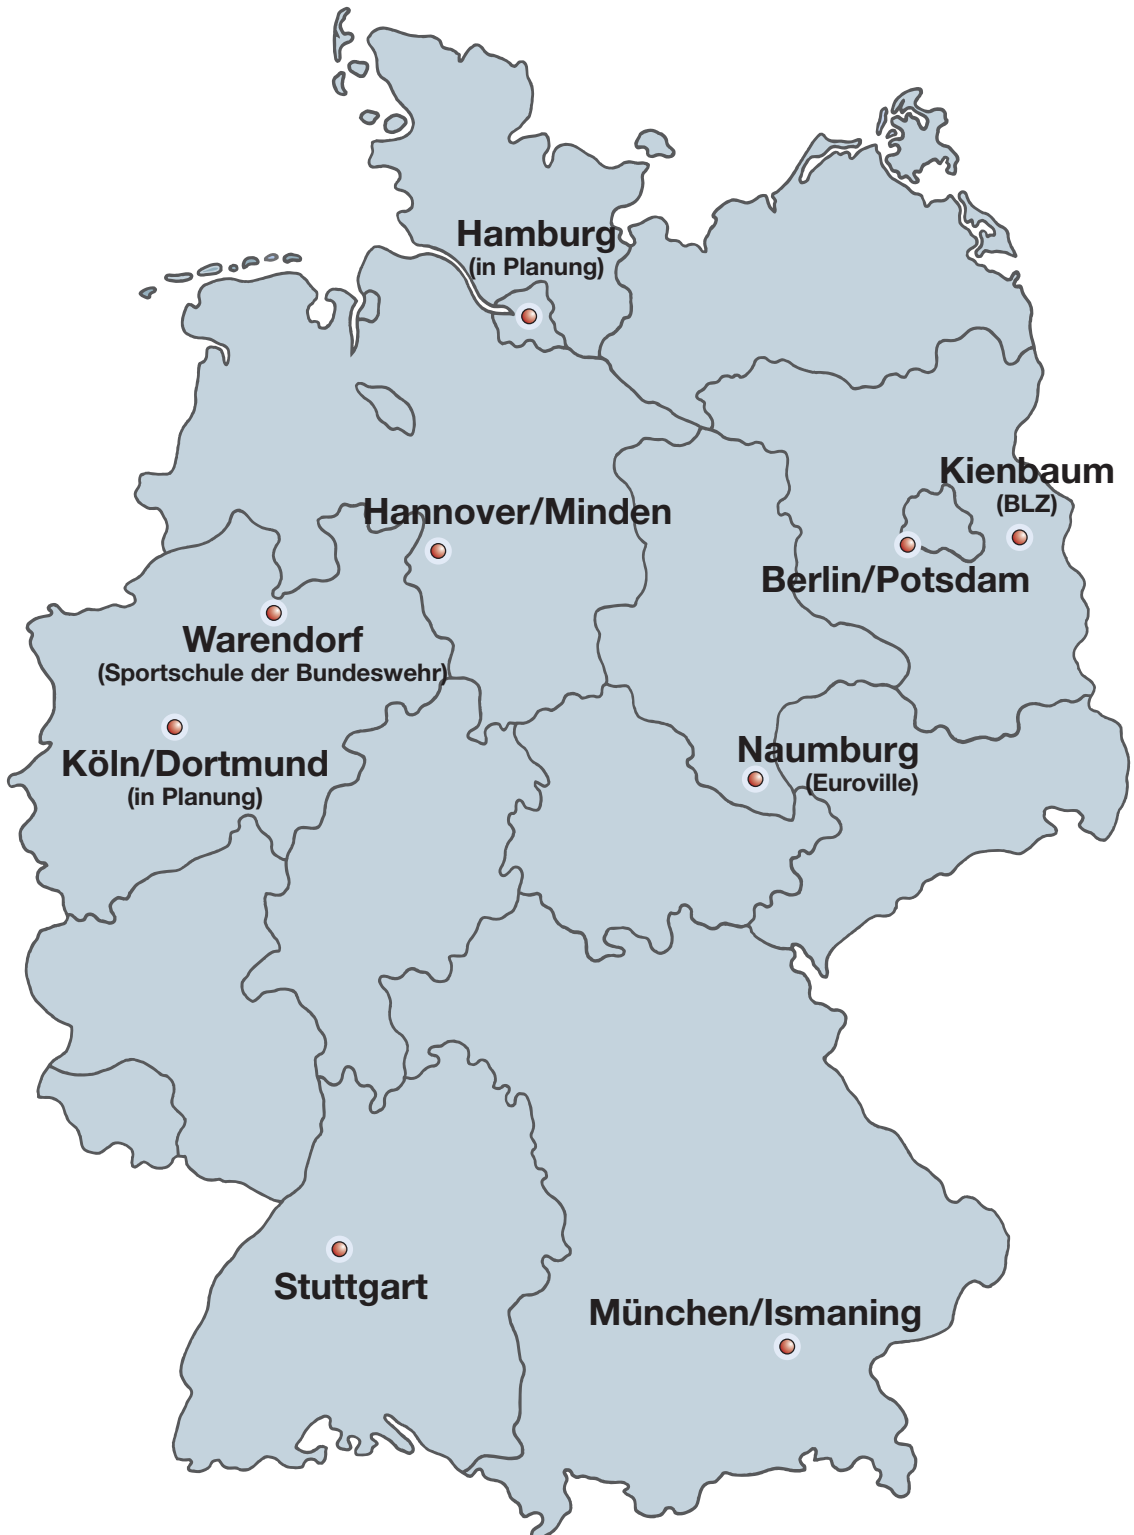 Hamburg
(in Planung)
Kienbaum
(BLZ)
Hannover/Minden
Berlin/Potsdam
Warendorf
(Sportschule der Bundeswehr)
Naumburg
(Euroville)
Köln/Dortmund
(in Planung)
Stuttgart
München/Ismaning